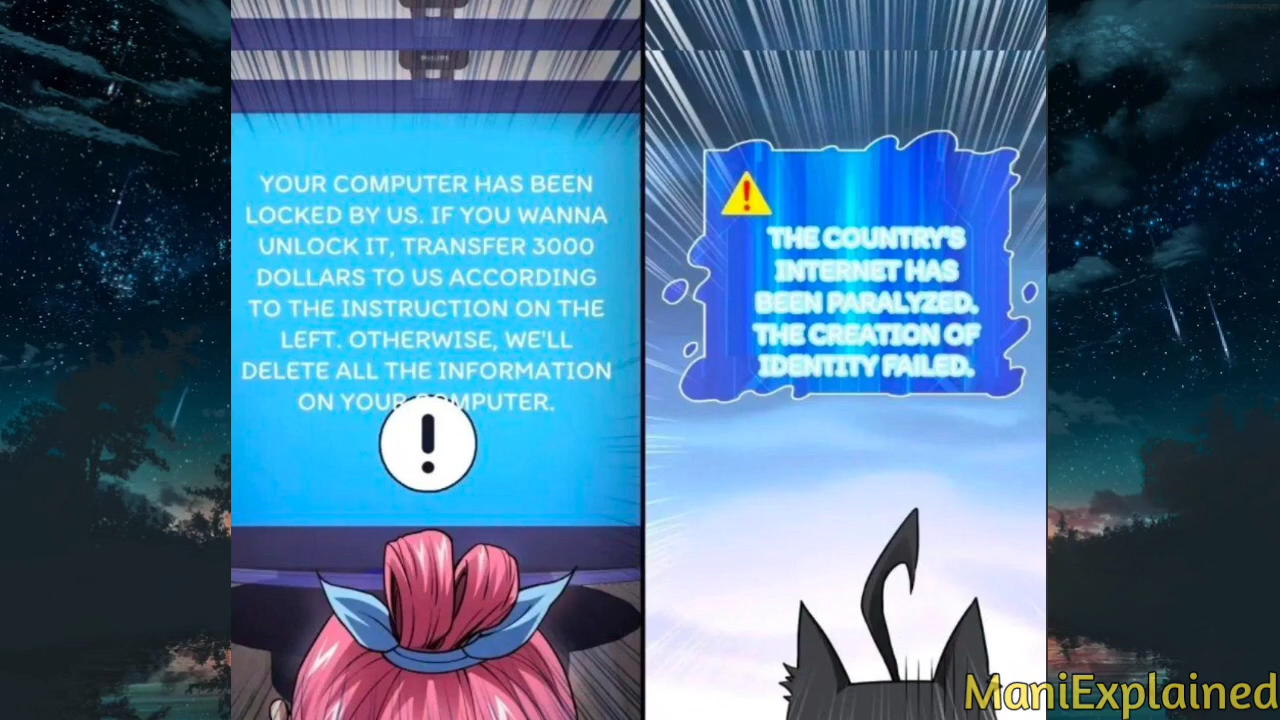 PHILIPS
YOUR COMPUTER HAS BEEN
LOCKED BY US. IF YOU WANNA
UNLOCK IT, TRANSFER 3000
DOLLARS TO US ACCORDING
TO THE INSTRUCTION ON THE
LEFT. OTHERWISE, WE'LL
DELETE ALL THE INFORMATION
ON YOUR COMPUTER.
!
!
THE COUNTRY'S
INTERNET HAS
BEEN PARALYZED.
THE CREATION OF
IDENTITY FAILED.
ManiExplained